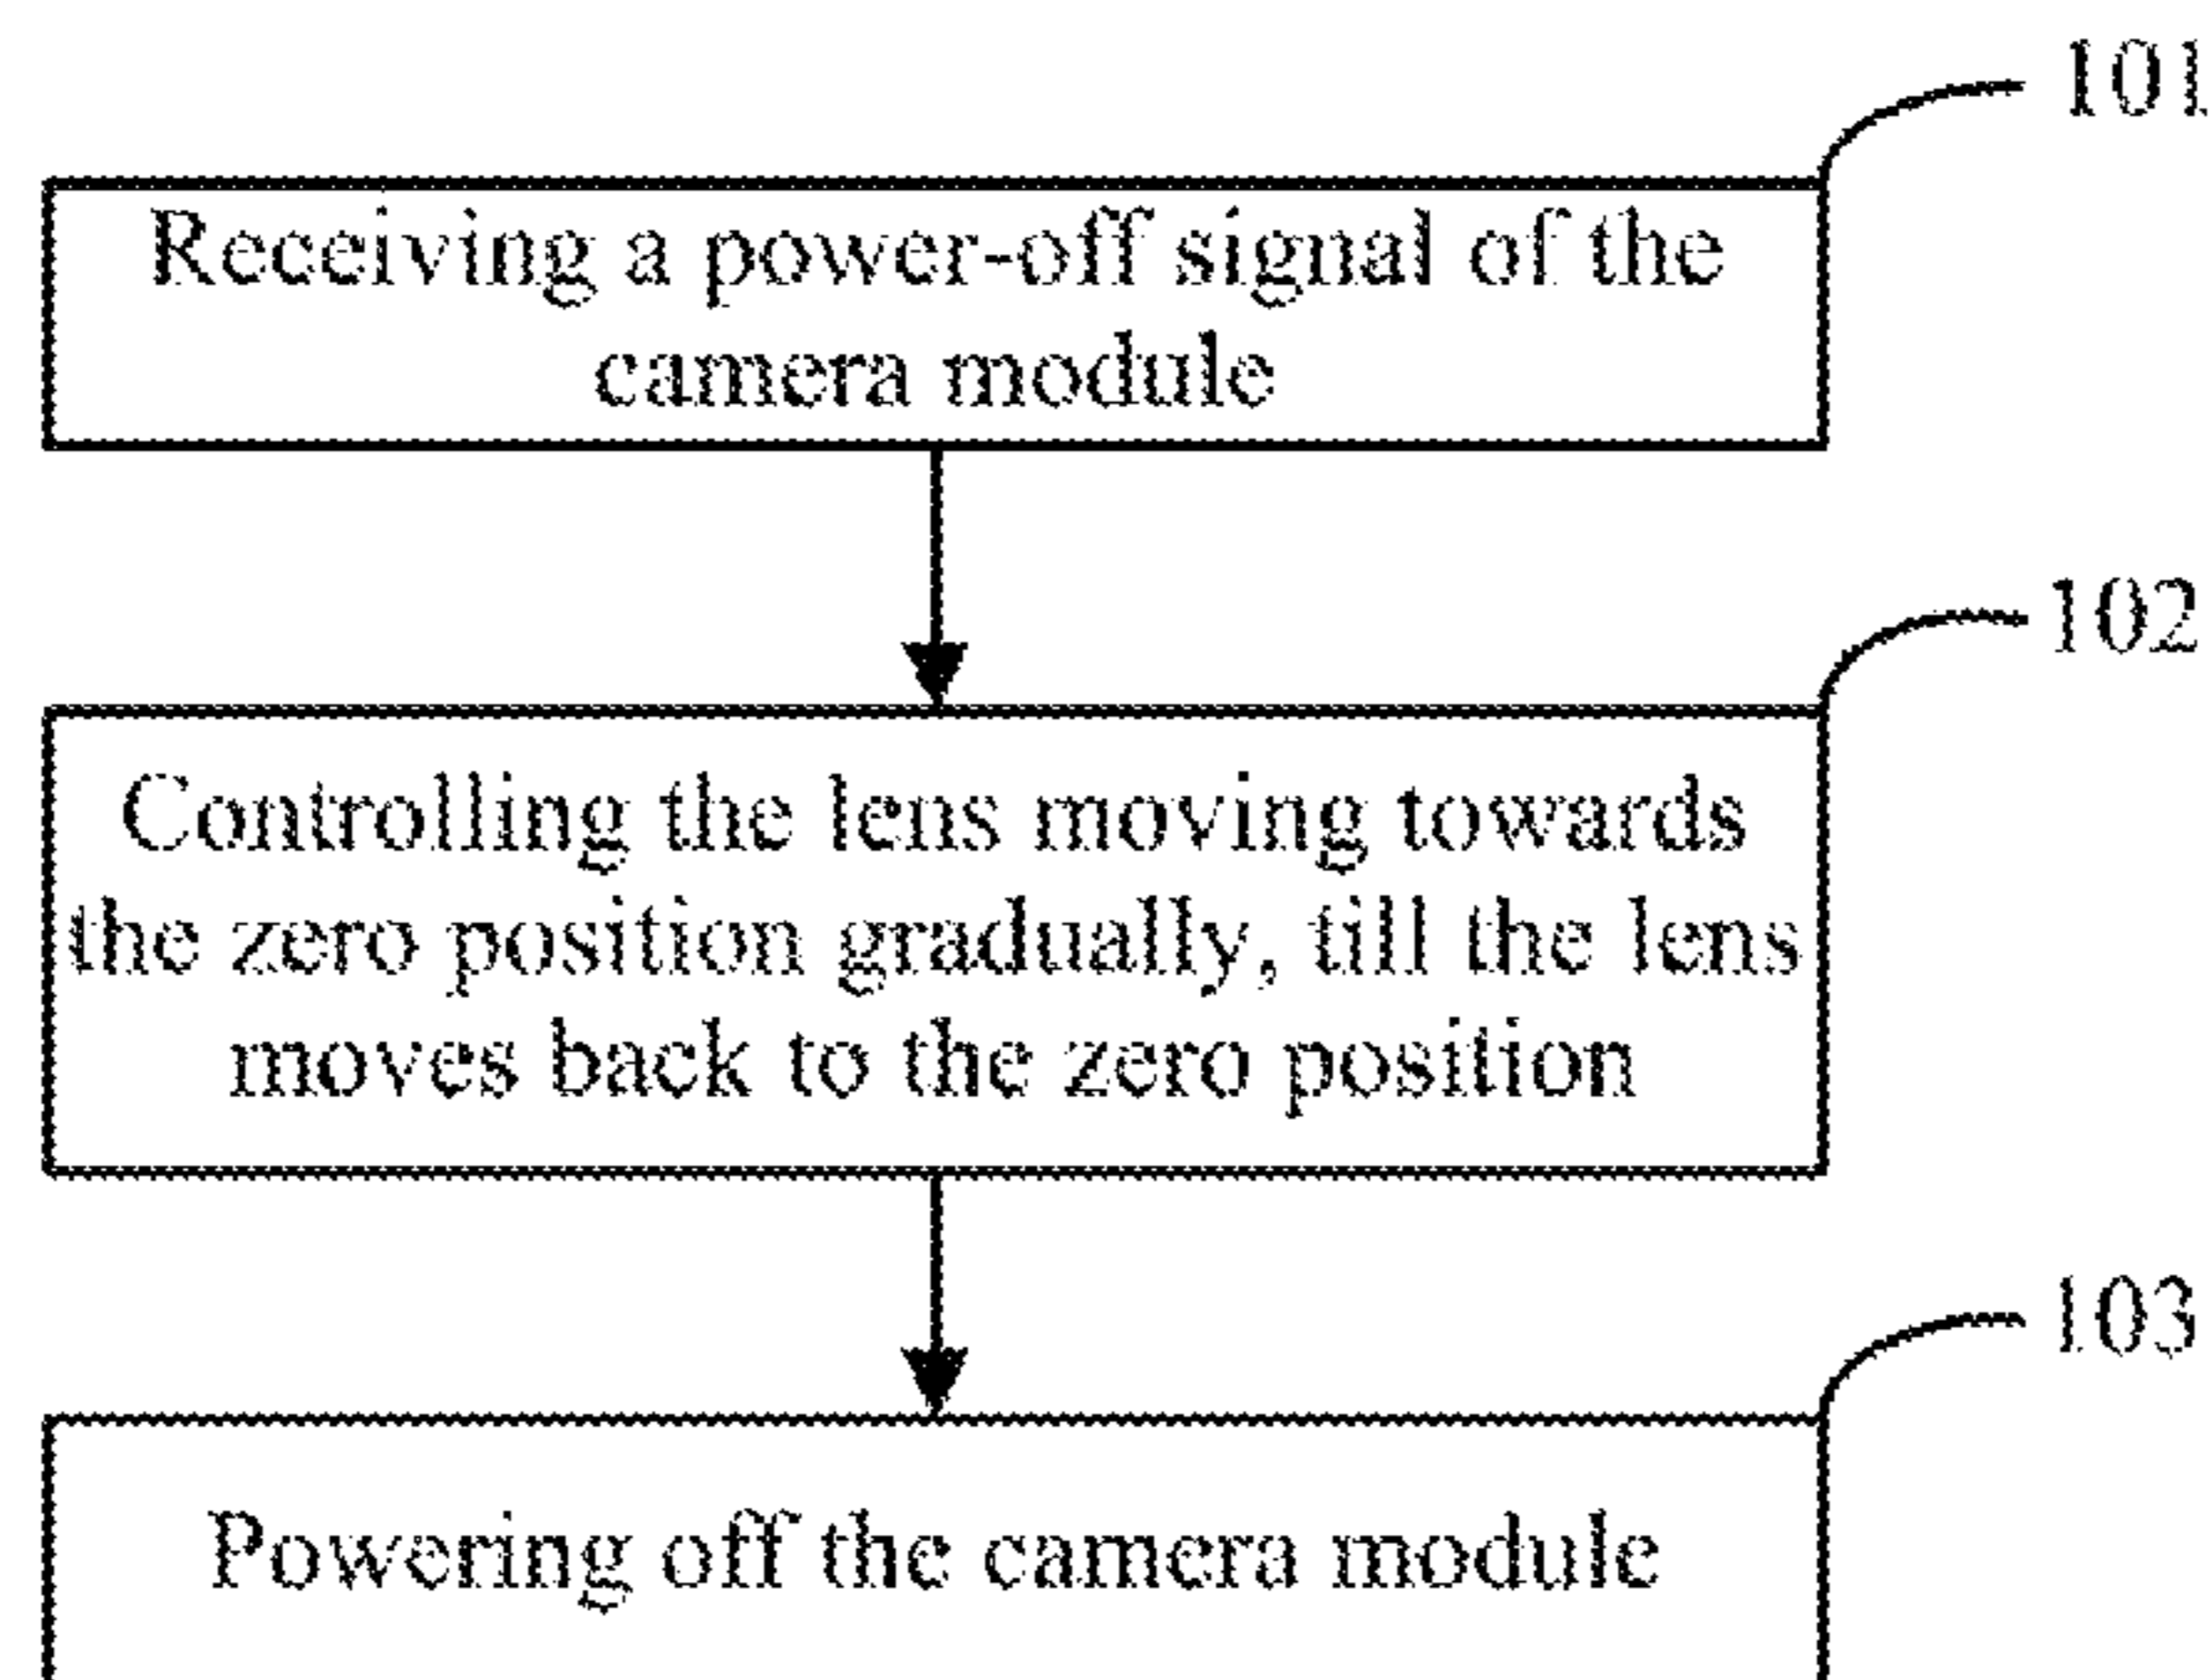 101
Receiving a power-off signal of the
camera module
102
Controlling the lens moving towards
the zero position gradually, till the lens
moves back to the zero position
103
Powering off the camera module